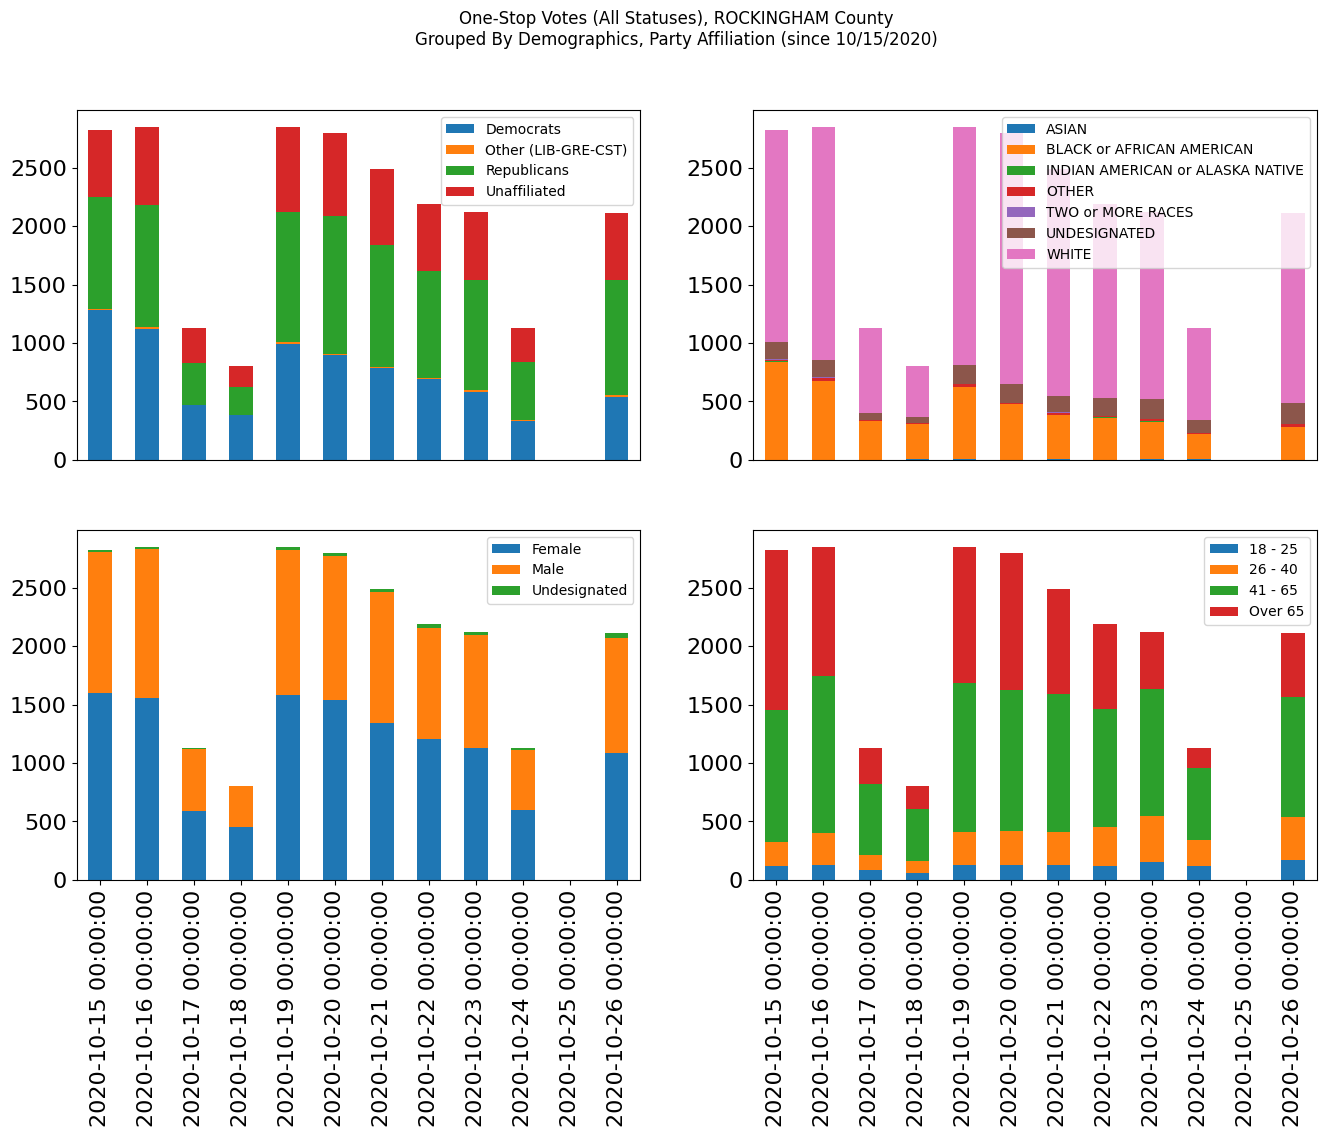 One-Stop Votes (All Statuses), ROCKINGHAM County
Grouped By Demographics, Party Affiliation (since 10/15/2020)
2500
2000
1500
1000
500
0
Democrats
Other (LIB-GRE-CST)
Republicans
Unaffiliated
2500
2000
1500
1000
500
0
ASIAN
BLACK or AFRICAN AMERICAN
INDIAN AMERICAN or ALASKA NATIVE
OTHER
TWO or MORE RACES
UNDESIGNATED
WHITE
2500
2000
1500
1000
500
0
Female
Male
Undesignated
2020-10-15 00:00:00
2020-10-16 00:00:00
2020-10-17 00:00:00
2020-10-18 00:00:00
2020-10-19 00:00:00
2020-10-20 00:00:00
2020-10-21 00:00:00
2020-10-22 00:00:00
2020-10-23 00:00:00
2020-10-24 00:00:00
2020-10-25 00:00:00
2020-10-26 00:00:00
2500
2000
1500
1000
500
0
18 - 25
26 - 40
41 - 65
Over 65
2020-10-15 00:00:00
2020-10-16 00:00:00
2020-10-17 00:00:00
2020-10-18 00:00:00
2020-10-19 00:00:00
2020-10-20 00:00:00
2020-10-21 00:00:00
2020-10-22 00:00:00
2020-10-23 00:00:00
2020-10-24 00:00:00
2020-10-25 00:00:00
2020-10-26 00:00:00